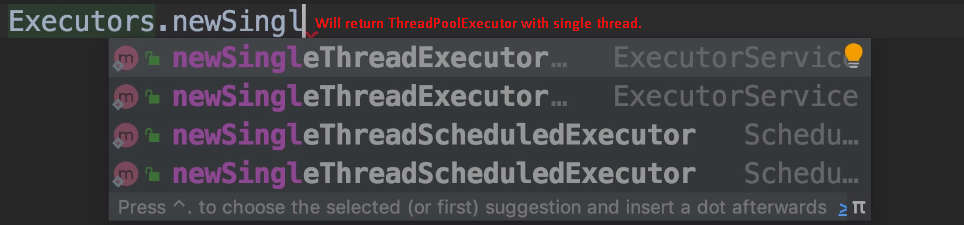 Executors.newSingl Will return ThreadPoolExecutor with single thread.
m newSingleThreadExecutor… ExecutorService
m newSingleThreadExecutor… ExecutorService
m newSingleThreadScheduledExecutor Schedu…
m newSingleThreadScheduledExecutor Schedu…
Press ^. to choose the selected (or first) suggestion and insert a dot afterwards ≥ π